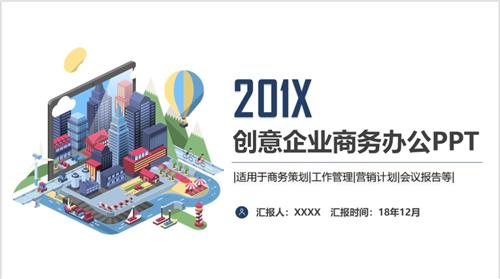 201X
创意企业商务办公PPT
|适用于商务策划|工作管理|营销计划|会议报告等|
汇报人：XXXX 汇报时间：18年12月